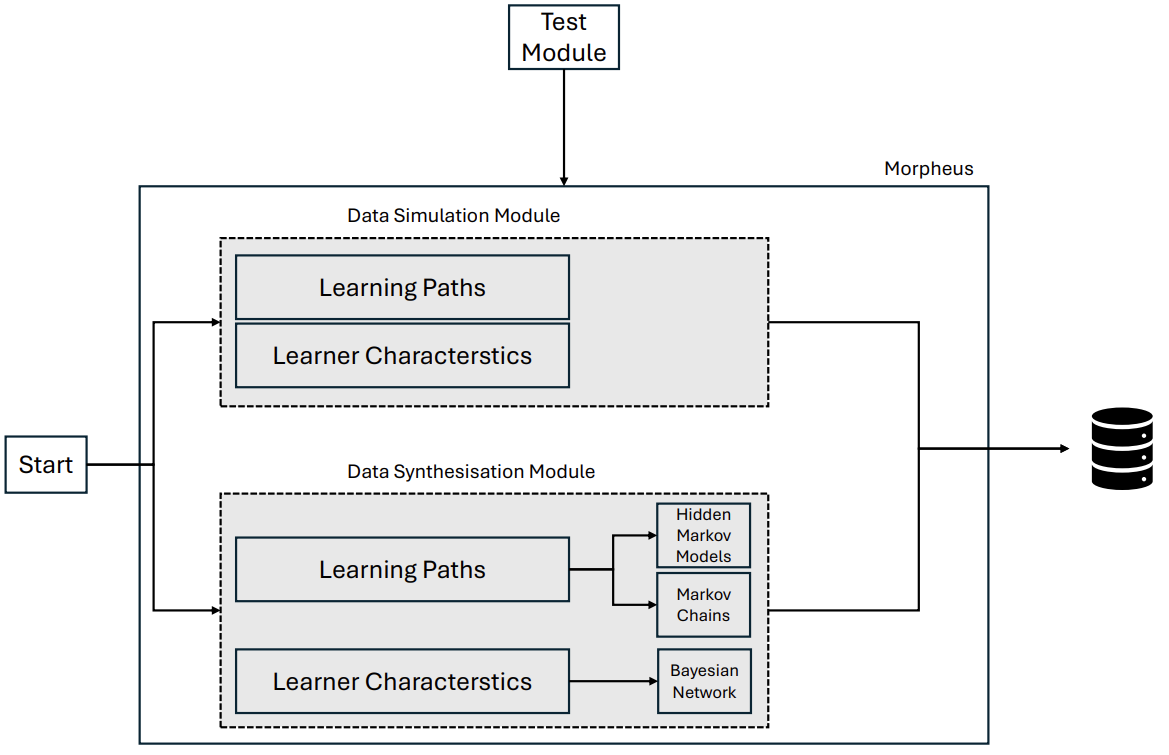 Test
Module
Morpheus
Data Simulation Module
Learning Paths
Learner Characterstics
Start
Data Synthesisation Module
Learning Paths
Hidden
Markov
Models
Markov
Chains
Learner Characterstics
Bayesian
Network